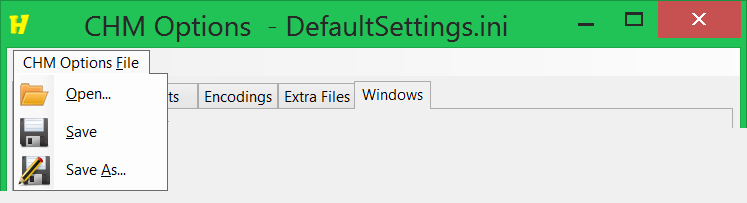 H CHM Options - DefaultSettings.ini
CHM Options File
Encodings Extra Files Windows
Open...
Save
Save As...